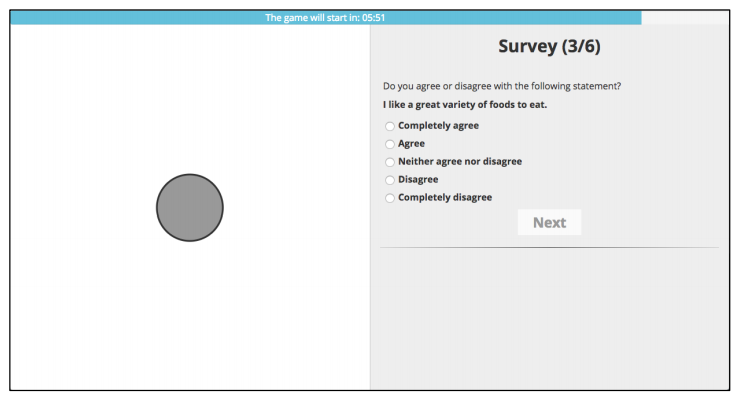 The game will start in: 05:51
Survey (3/6)
Do you agree or disagree with the following statement?
I like a great variety of foods to eat.
Completely agree
Agree
Neither agree nor disagree
Disagree
Completely disagree
Next